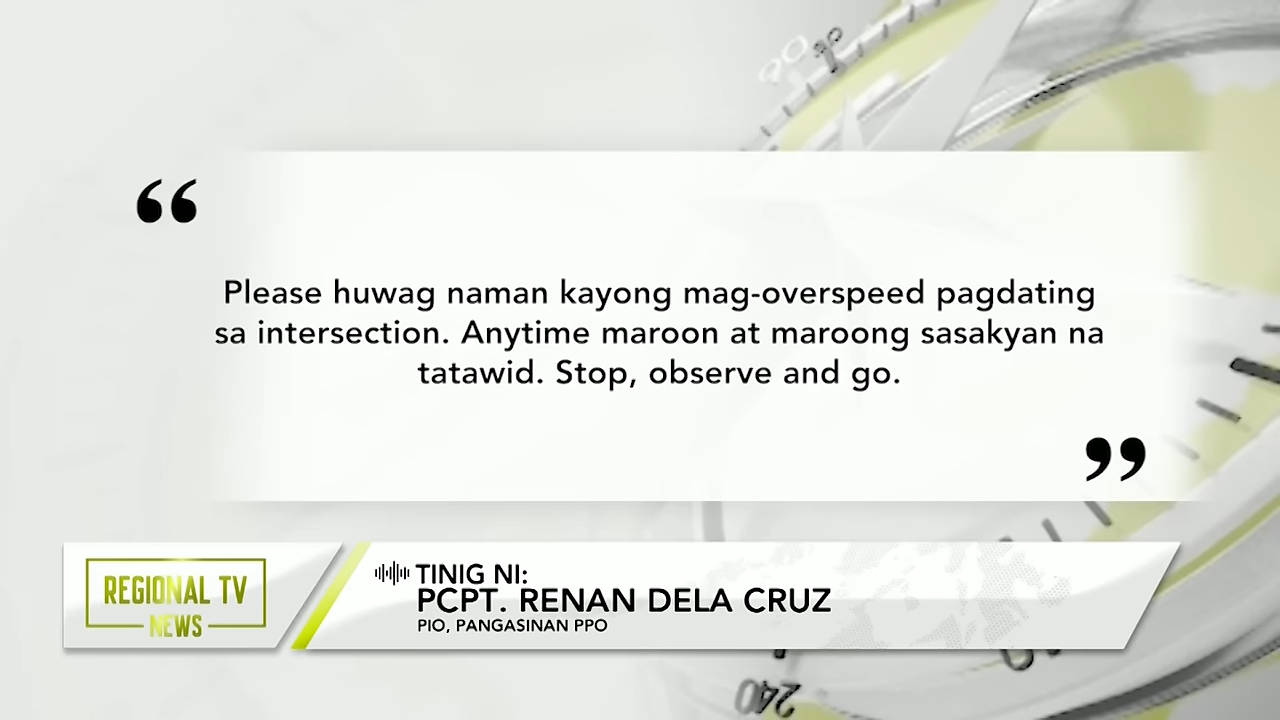 “
Please huwag naman kayong mag-overspeed pagdating
sa intersection. Anytime maroon at maroong sasakyan na
tatawid. Stop, observe and go.
”
REGIONAL TV
NEWS
TINIG NI:
PCPT. RENAN DELA CRUZ
PIO, PANGASINAN PPO
240